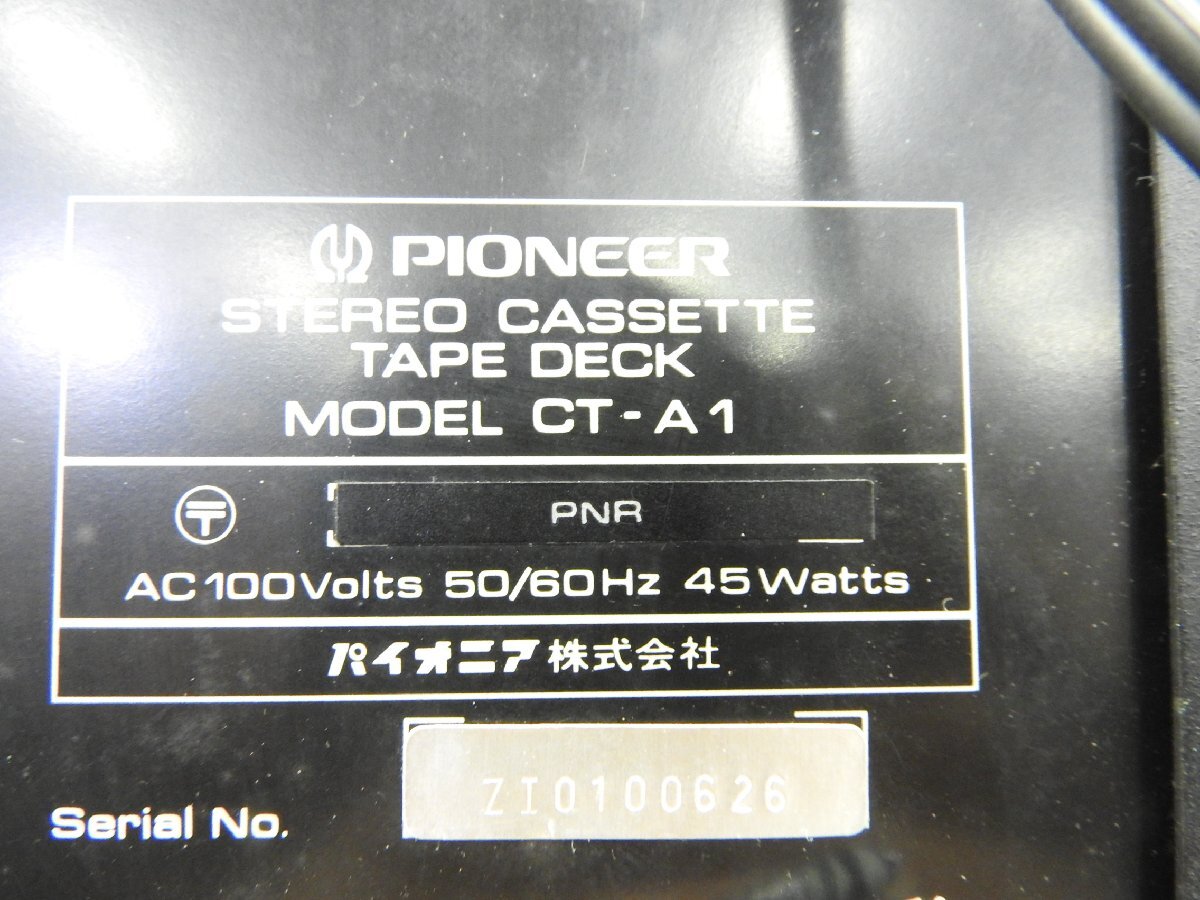 PIONEER
STEREO CASSETTE
TAPE DECK
MODEL CT-A1
PNR
AC100Volts 50/60Hz 45Watts
パイオニア株式会社
Serial No. ZI0100626